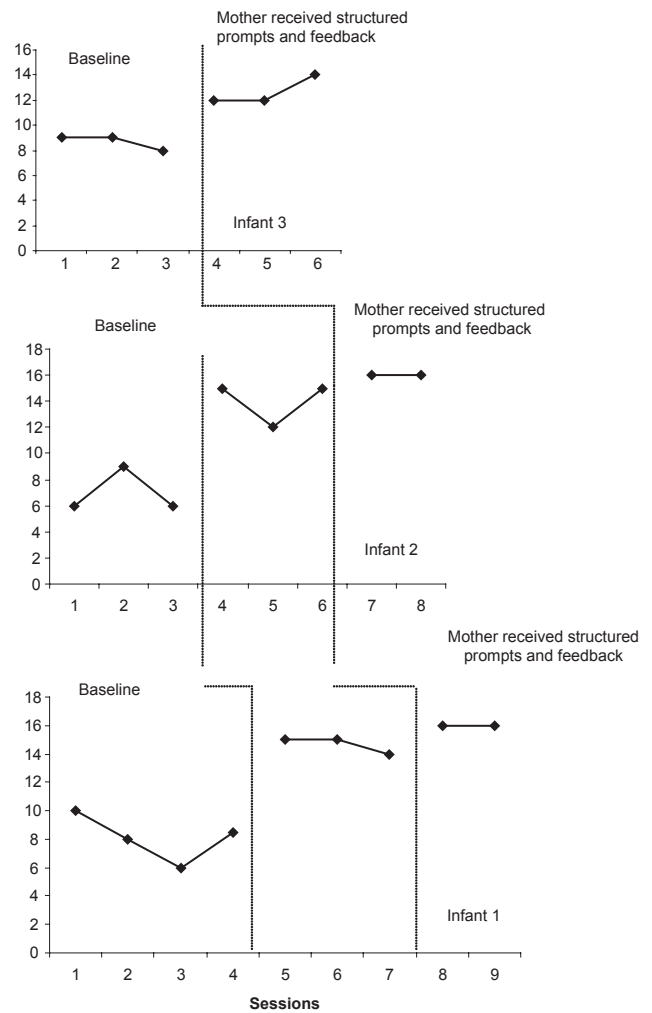 Mother received structured
prompts and feedback
Baseline
16
14
12
10
8
6
4
2
0
Infant 3
1 2 3 4 5 6
Mother received structured
prompts and feedback
Baseline
18
16
14
12
10
8
6
4
2
0
Infant 2
1 2 3 4 5 6 7 8
Mother received structured
prompts and feedback
Baseline
18
16
14
12
10
8
6
4
2
0
Infant 1
1 2 3 4 5 6 7 8 9
Sessions